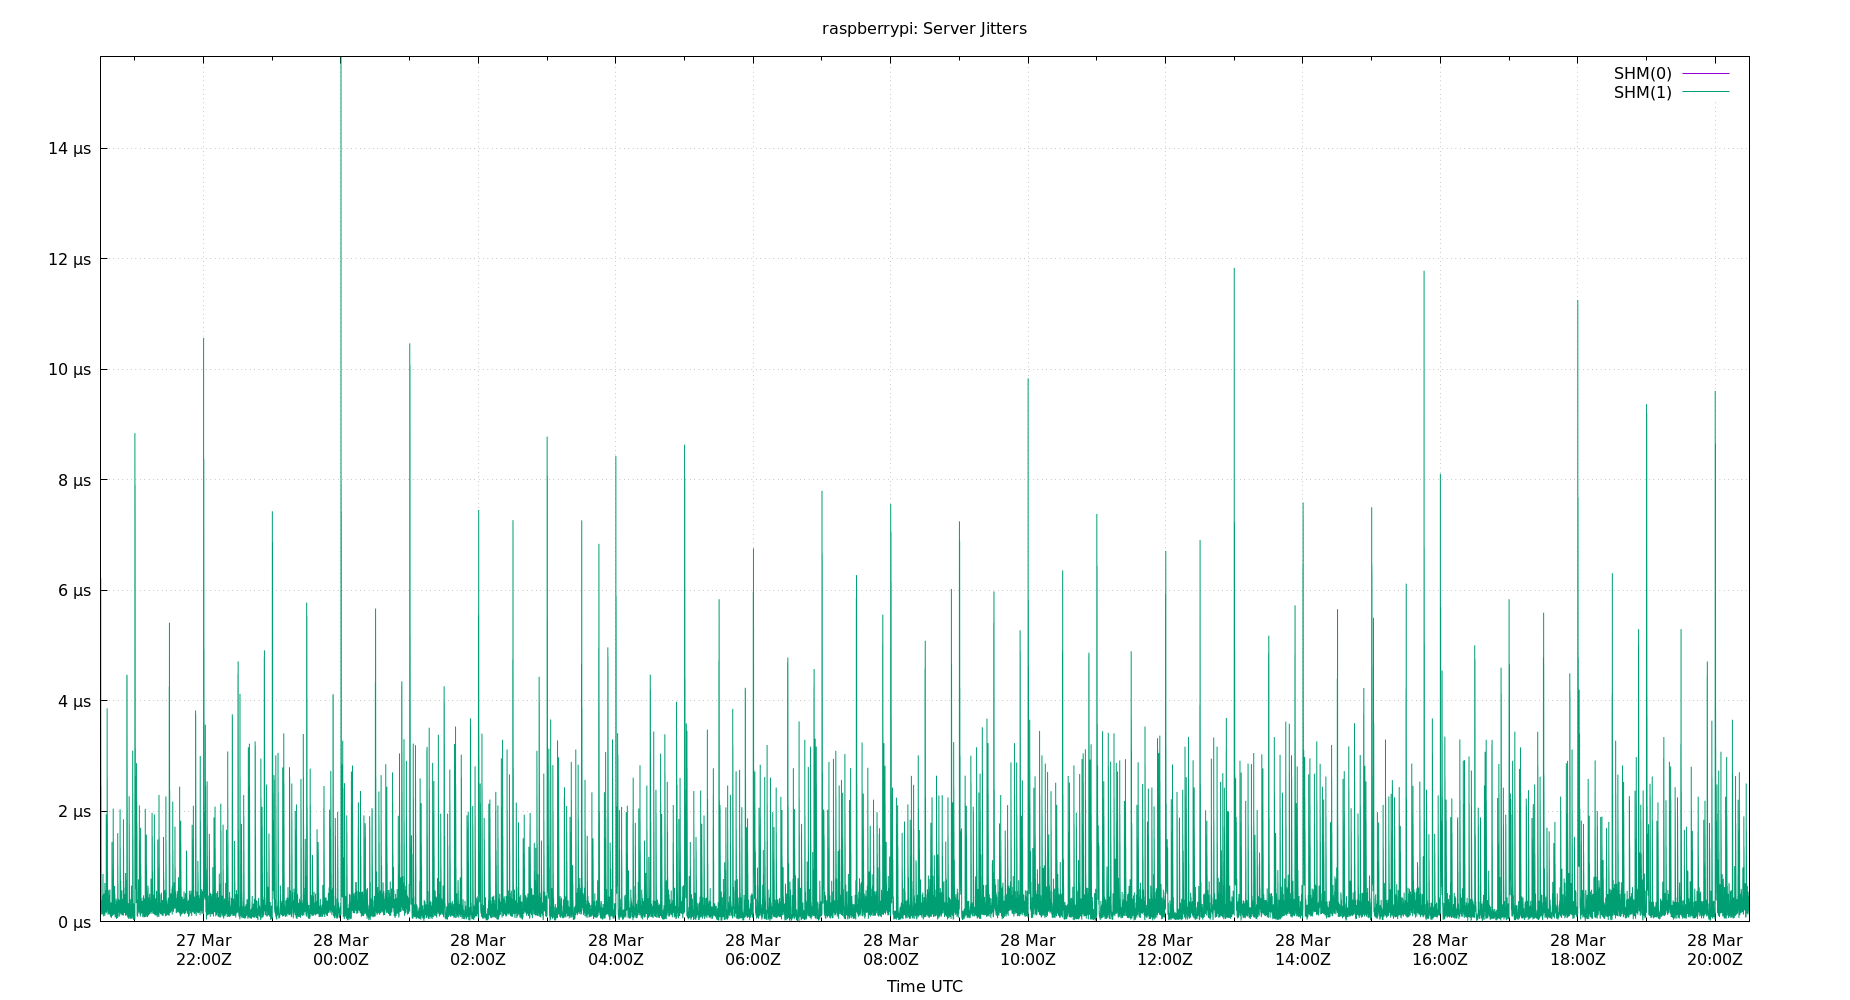 raspberrypi: Server Jitters
SHM(0)
SHM(1)
14 µs
12 µs
10 µs
8 µs
6 µs
4 µs
2 µs
0 µs
27 Mar 28 Mar 28 Mar 28 Mar 28 Mar 28 Mar 28 Mar 28 Mar 28 Mar 28 Mar 28 Mar 28 Mar
22:00Z 00:00Z 02:00Z 04:00Z 06:00Z 08:00Z 10:00Z 12:00Z 14:00Z 16:00Z 18:00Z 20:00Z
Time UTC